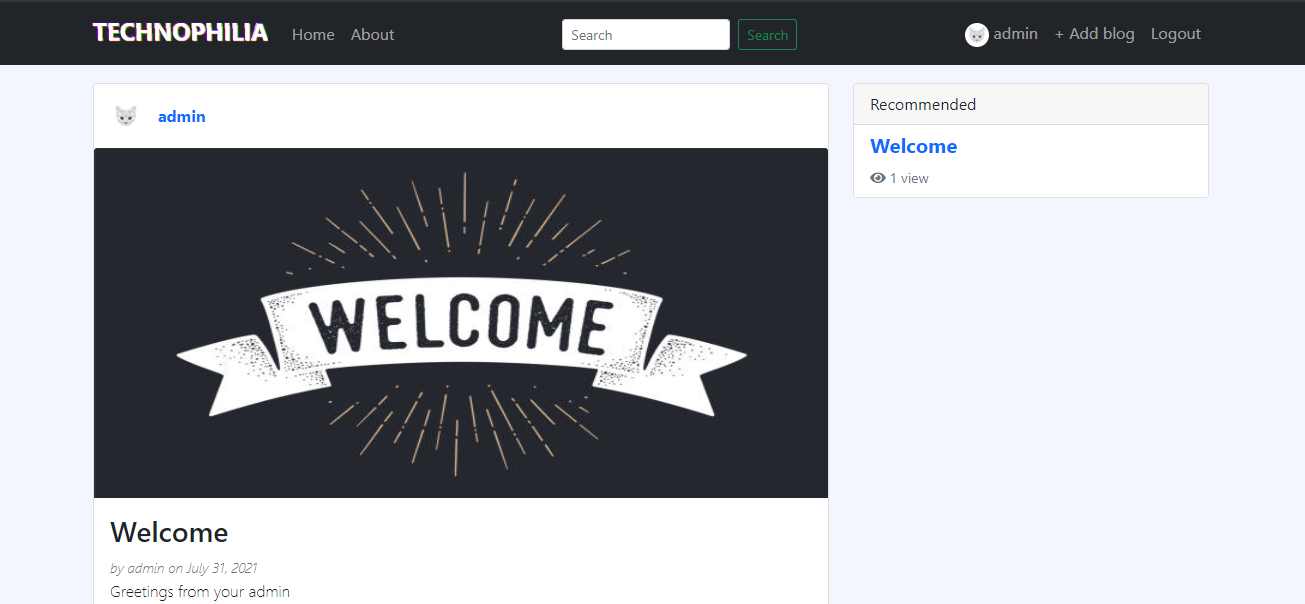 TECHNOPHILIA Home About Search Search admin + Add blog Logout
admin
WELCOME
Welcome
by admin on July 31, 2021
Greetings from your admin
Recommended
Welcome
1 view